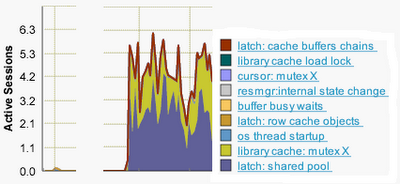 Active Sessions
6.3
5.3
4.2
3.2
2.1
1.1
0.0
latch: cache buffers chains
library cache load lock
cursor: mutex X
resmgr:internal state change
buffer busy waits
latch: row cache objects
os thread startup
library cache: mutex X
latch: shared pool